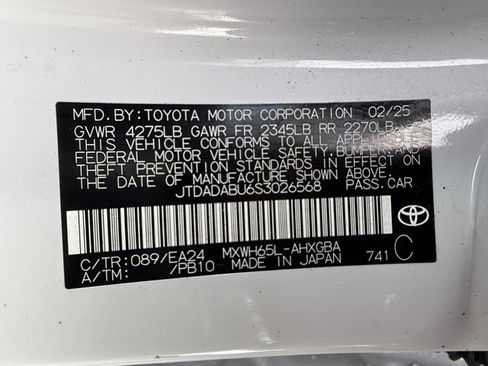 MFD. BY: TOYOTA MOTOR CORPORATION 02/25
GVWR 4275LB GAWR FR 2345LB RR 2270LB
THIS VEHICLE CONFORMS TO ALL APPLICABLE
FEDERAL MOTOR VEHICLE SAFETY, BUMPER, AND
THEFT PREVENTION STANDARDS IN EFFECT ON
THE DATE OF MANUFACTURE SHOWN ABOVE.
JTDADABU6S3026568 PASS.CAR
TOYOTA
C/TR: 089/EA24 MXWH65L-AHXGBA
A/TM: /PB10 MADE IN JAPAN 741 C